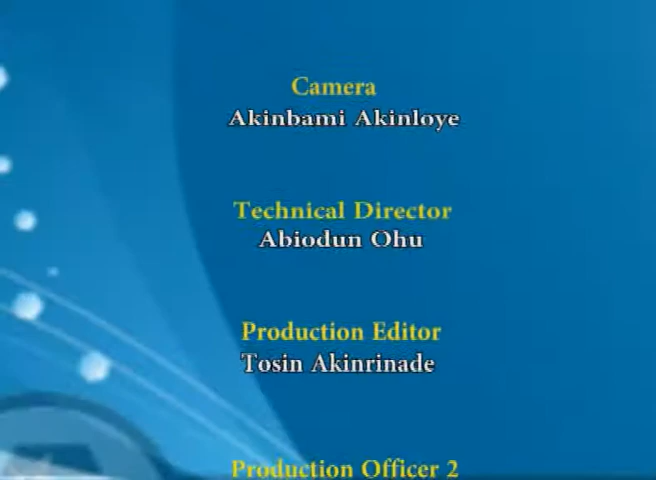 Camera
Akinbami Akinloye
Technical Director
Abiodun Ohu
Production Editor
Tosin Akinrinade
Production Officer 2